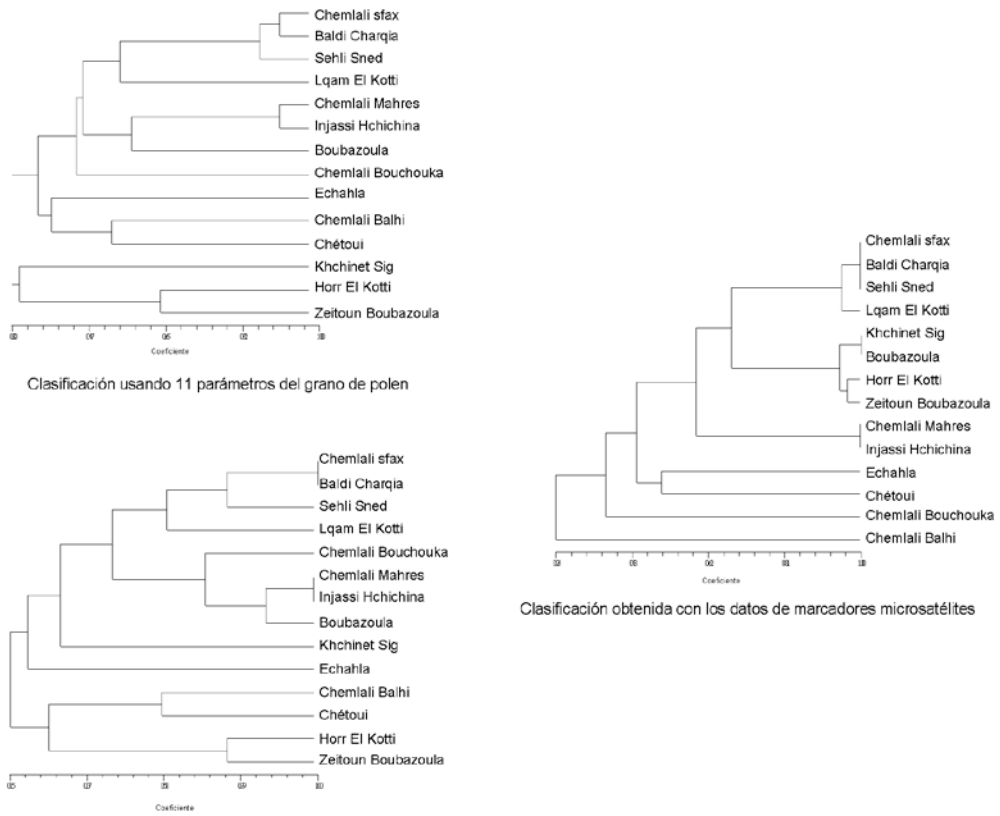 Chemlali sfax
Baldi Charqia
Sehli Sned
Lqam El Kotti
Chemlali Mahres
Injassi Hchichina
Boubazoula
Chemlali Bouchouka
Echahla
Chemlali Balhi
Chétoui
Khchinet Sig
Horr El Kotti
Zeitoun Boubazoula
Coeficiente
Clasificación usando 11 parámetros del grano de polen
Chemlali sfax
Baldi Charqia
Sehli Sned
Lqam El Kotti
Chemlali Bouchouka
Chemlali Mahres
Injassi Hchichina
Boubazoula
Khchinet Sig
Echahla
Chemlali Balhi
Chétoui
Horr El Kotti
Zeitoun Boubazoula
Coeficiente
Chemlali sfax
Baldi Charqia
Sehli Sned
Lqam El Kotti
Khchinet Sig
Boubazoula
Horr El Kotti
Zeitoun Boubazoula
Chemlali Mahres
Injassi Hchichina
Echahla
Chétoui
Chemlali Bouchouka
Chemlali Balhi
Coeficiente
Clasificación obtenida con los datos de marcadores microsatélites